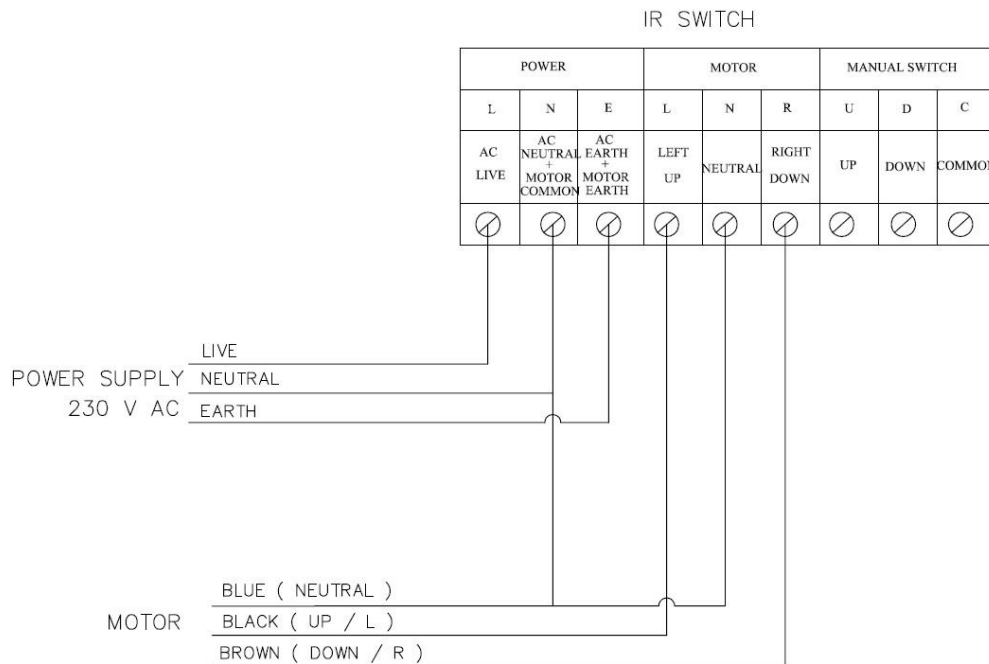 IR SWITCH
POWER MOTOR MANUAL SWITCH
L N E L N R U D C
AC LIVE
AC NEUTRAL + MOTOR COMMON
AC EARTH + MOTOR EARTH
LEFT UP
NEUTRAL
RIGHT DOWN
UP
DOWN
COMMON
POWER SUPPLY
230 V AC
LIVE
NEUTRAL
EARTH
MOTOR
BLUE ( NEUTRAL )
BLACK ( UP / L )
BROWN ( DOWN / R )